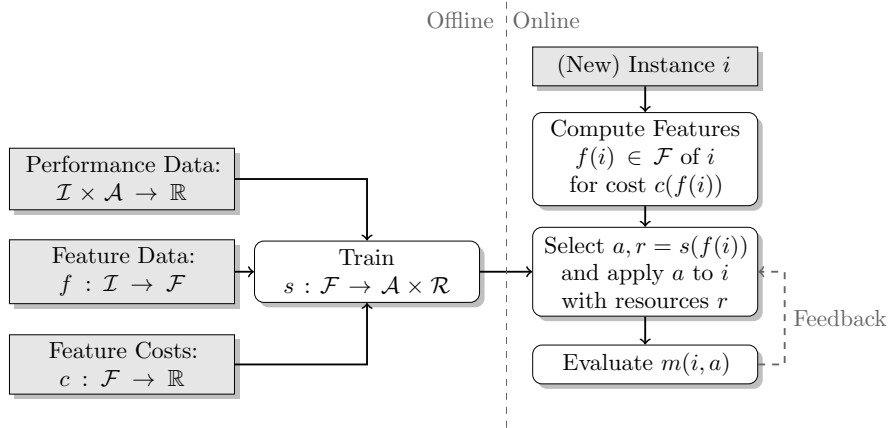 Offline
Online
(New) Instance i
Compute Features
f(i) ∈ ℱ of i
for cost c(f(i))
Performance Data:
ℐ × 𝒜 → ℝ
Feature Data:
f : ℐ → ℱ
Feature Costs:
c : ℱ → ℝ
Train
s : ℱ → 𝒜 × ℛ
Select a, r = s(f(i))
and apply a to i
with resources r
Feedback
Evaluate m(i, a)